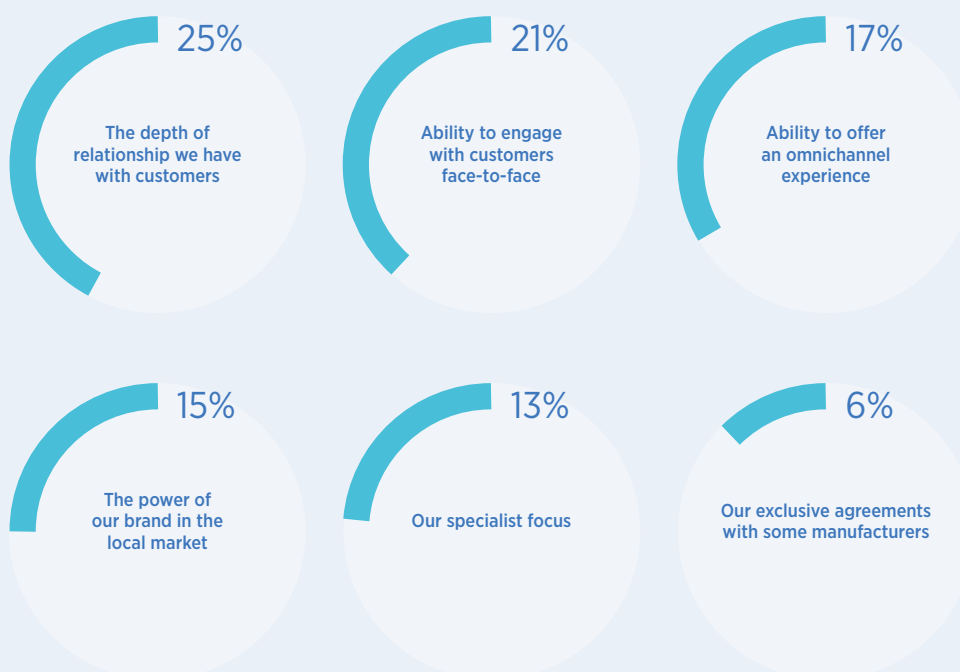 25%
The depth of
relationship we have
with customers
21%
Ability to engage
with customers
face-to-face
17%
Ability to offer
an omnichannel
experience
15%
The power of
our brand in the
local market
13%
Our specialist focus
6%
Our exclusive agreements
with some manufacturers